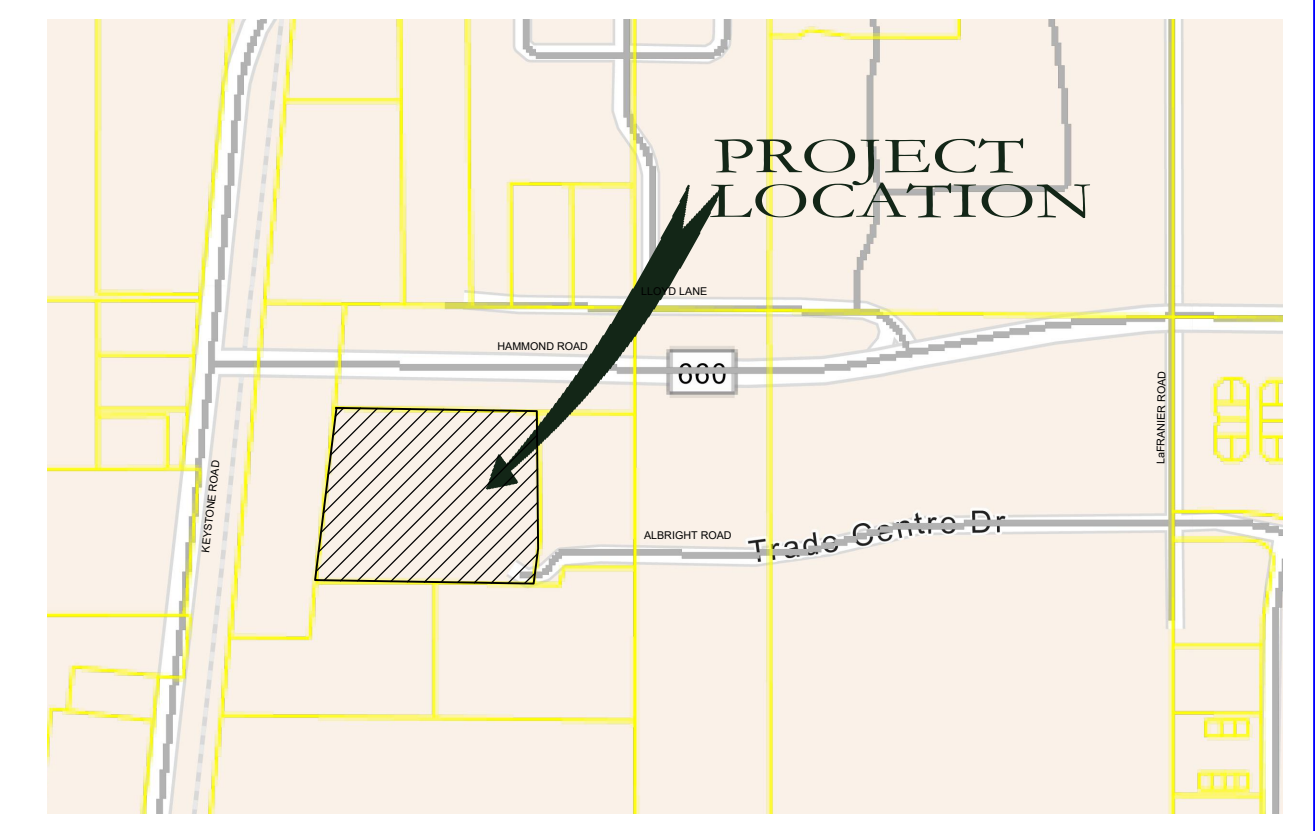 PROJECT
LOCATION
LLOYD LANE
HAMMOND ROAD
660
LaFRANIER ROAD
KEYSTONE ROAD
ALBRIGHT ROAD
Trade Centre Dr